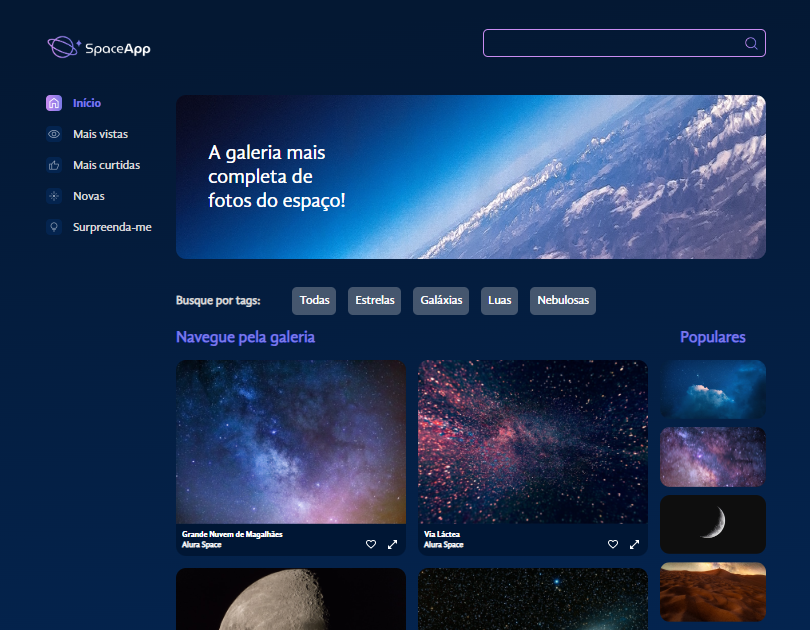 SpaceApp
Início
Mais vistas
Mais curtidas
Novas
Surpreenda-me
A galeria mais
completa de
fotos do espaço!
Busque por tags:
Todas
Estrelas
Galáxias
Luas
Nebulosas
Navegue pela galeria
Populares
Grande Nuvem de Magalhães
Alura Space
Via Láctea
Alura Space